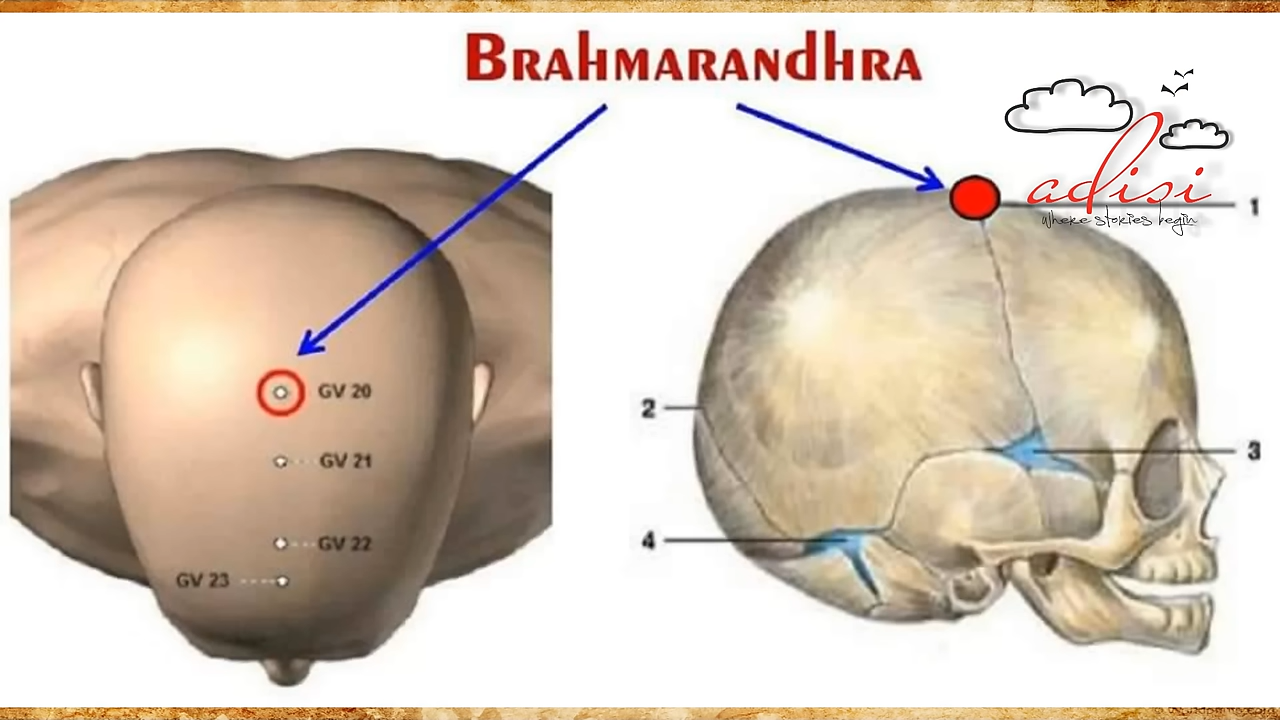 BRAHMARANDHRA
adisi
where stories begin
1
GV 20
2
GV 21
3
4
GV 22
GV 23